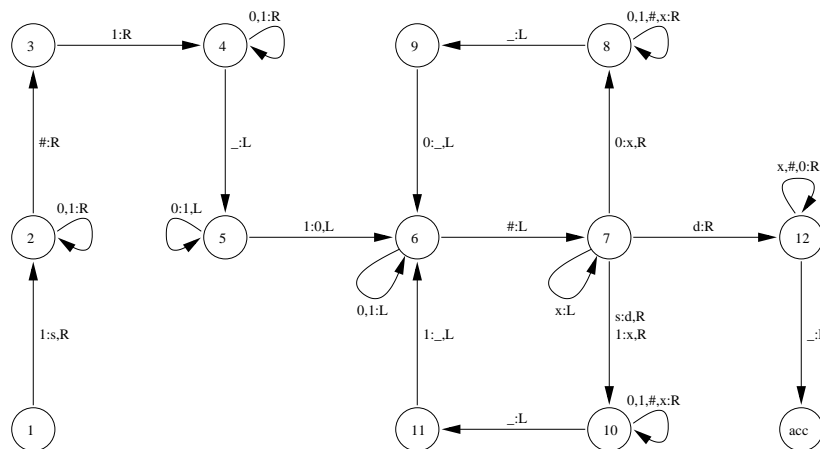 3
1:R
4
0,1:R
9
_:L
8
0,1,#,x:R
#:R
_:L
0:_,L
0:x,R
x,#,0:R
2
0,1:R
0:1,L
5
1:0,L
6
#:L
7
d:R
12
0,1:L
x:L
1:s,R
1:_,L
s:d,R
1:x,R
1
11
_:L
10
0,1,#,x:R
acc